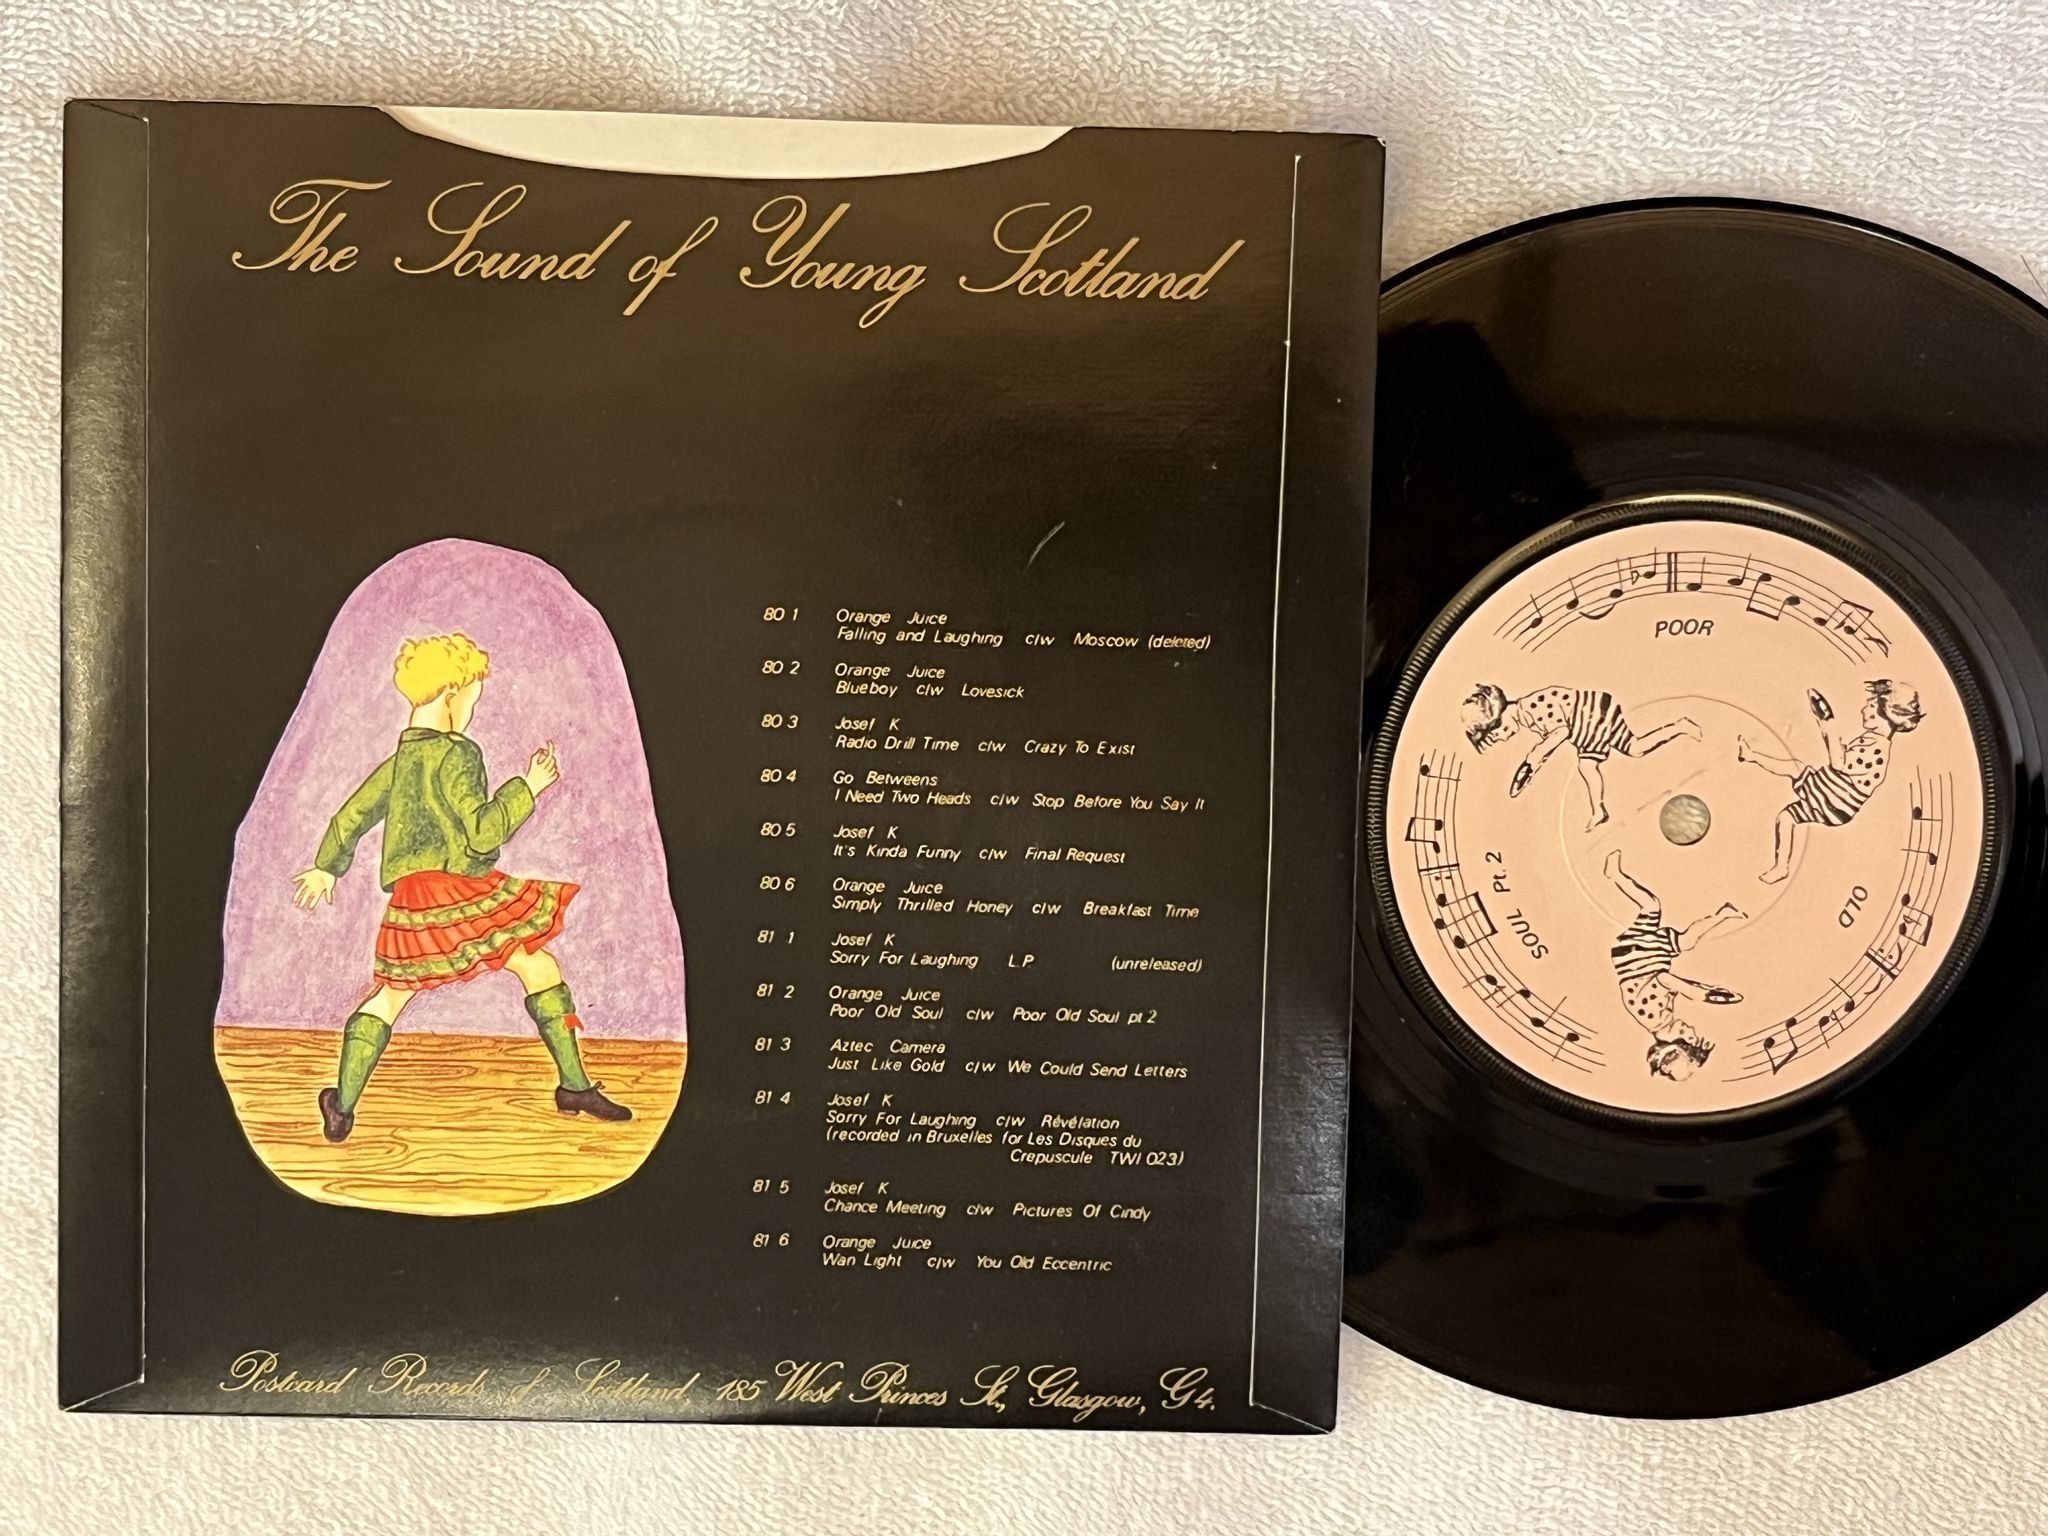 The Sound of Young Scotland
80 1 Orange Juice
Falling and Laughing c/w Moscow (deleted)
80 2 Orange Juice
Blueboy c/w Lovesick
80 3 Josef K
Radio Drill Time c/w Crazy To Exist
80 4 Go Betweens
I Need Two Heads c/w Stop Before You Say It
80 5 Josef K
It's Kinda Funny c/w Final Request
80 6 Orange Juice
Simply Thrilled Honey c/w Breakfast Time
81 1 Josef K
Sorry For Laughing L.P (unreleased)
81 2 Orange Juice
Poor Old Soul c/w Poor Old Soul pt 2
81 3 Aztec Camera
Just Like Gold c/w We Could Send Letters
81 4 Josef K
Sorry For Laughing c/w Révélation
(recorded in Bruxelles for Les Disques du
Crepuscule TWI 023)
81 5 Josef K
Chance Meeting c/w Pictures Of Cindy
81 6 Orange Juice
Wan Light c/w You Old Eccentric
Postcard Records of Scotland, 185 West Princes St., Glasgow, G4.
POOR
OLD
SOUL Pt.2